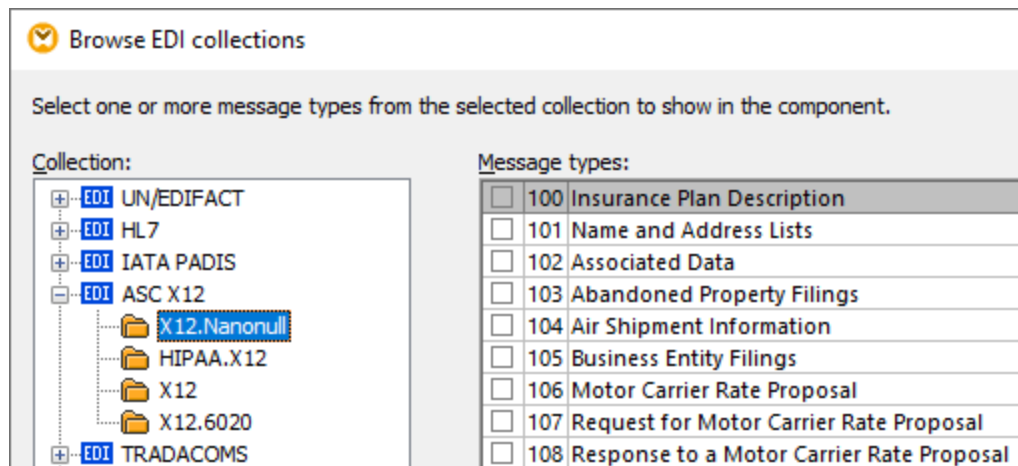 Browse EDI collections
Select one or more message types from the selected collection to show in the component.
Collection:
EDI UN/EDIFACT
EDI HL7
EDI IATA PADIS
EDI ASC X12
X12.Nanonull
HIPAA.X12
X12
X12.6020
EDI TRADACOMS
Message types:
100 Insurance Plan Description
101 Name and Address Lists
102 Associated Data
103 Abandoned Property Filings
104 Air Shipment Information
105 Business Entity Filings
106 Motor Carrier Rate Proposal
107 Request for Motor Carrier Rate Proposal
108 Response to a Motor Carrier Rate Proposal